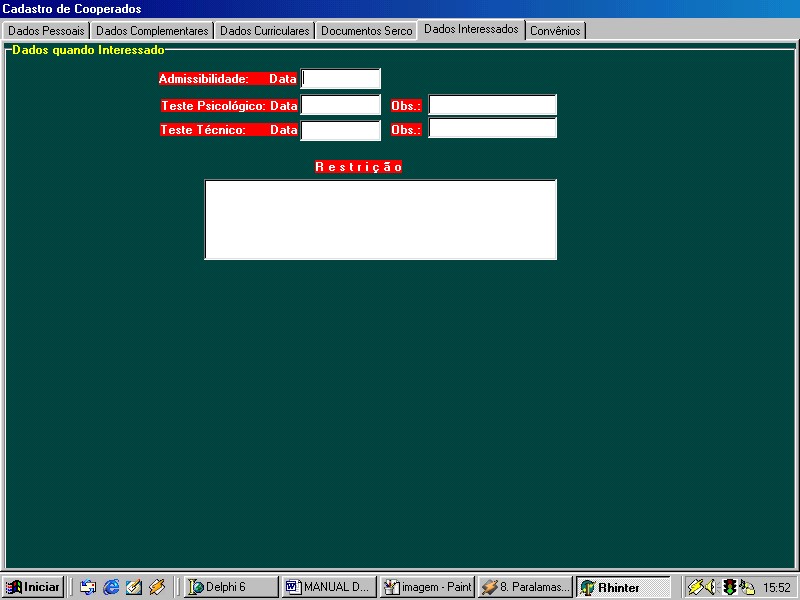 Cadastro de Cooperados
Dados Pessoais Dados Complementares Dados Curriculares Documentos Serco Dados Interessados Convênios
Dados quando Interessado
Admissibilidade: Data
Teste Psicológico: Data Obs.:
Teste Técnico: Data Obs.:
Restrição
Iniciar Delphi 6 MANUAL D... imagem - Paint 8. Paralamas... Rhinter 15:52